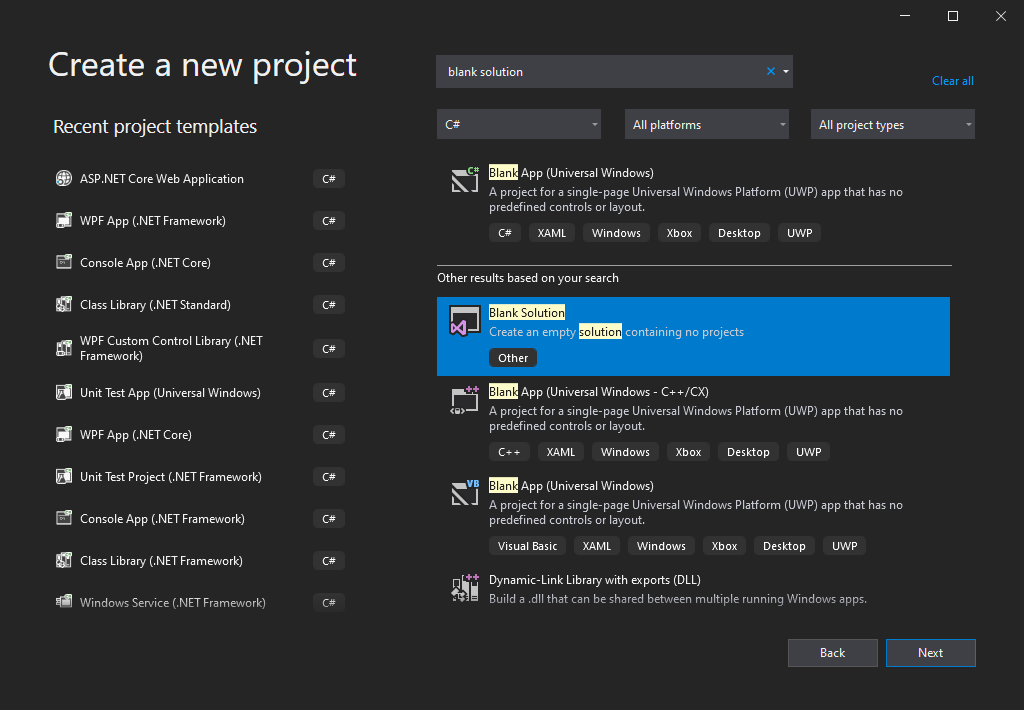 Create a new project
Recent project templates
ASP.NET Core Web Application C#
WPF App (.NET Framework) C#
Console App (.NET Core) C#
Class Library (.NET Standard) C#
WPF Custom Control Library (.NET
Framework) C#
Unit Test App (Universal Windows) C#
WPF App (.NET Core) C#
Unit Test Project (.NET Framework) C#
Console App (.NET Framework) C#
Class Library (.NET Framework) C#
Windows Service (.NET Framework) C#
blank solution
Clear all
C# All platforms All project types
C#
Blank App (Universal Windows)
A project for a single-page Universal Windows Platform (UWP) app that has no
predefined controls or layout.
C# XAML Windows Xbox Desktop UWP
Other results based on your search
Blank Solution
Create an empty solution containing no projects
Other
++
Blank App (Universal Windows - C++/CX)
A project for a single-page Universal Windows Platform (UWP) app that has no
predefined controls or layout.
C++ XAML Windows Xbox Desktop UWP
VB
Blank App (Universal Windows)
A project for a single-page Universal Windows Platform (UWP) app that has no
predefined controls or layout.
Visual Basic XAML Windows Xbox Desktop UWP
++
Dynamic-Link Library with exports (DLL)
Build a .dll that can be shared between multiple running Windows apps.
Back Next